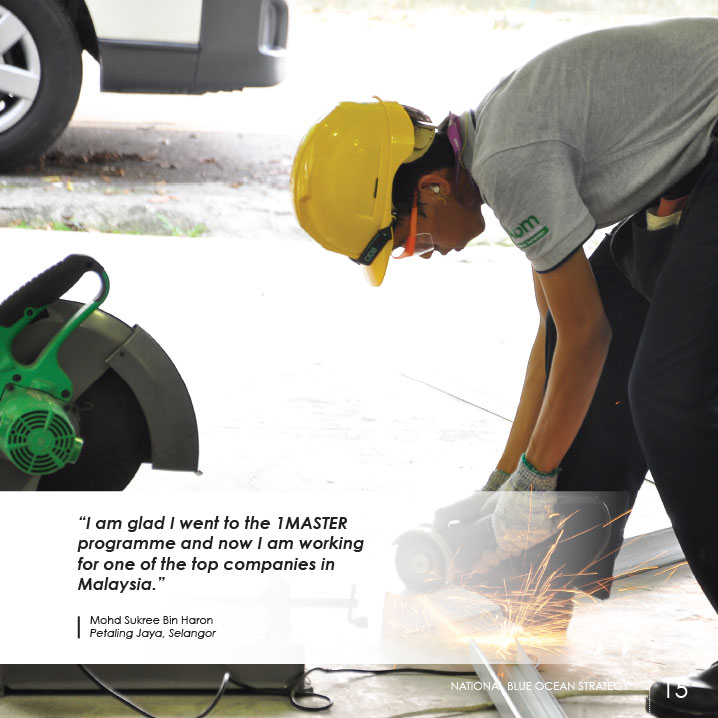 “I am glad I went to the 1MASTER
programme and now I am working
for one of the top companies in
Malaysia.”
Mohd Sukree Bin Haron
Petaling Jaya, Selangor
NATIONAL BLUE OCEAN STRATEGY
15